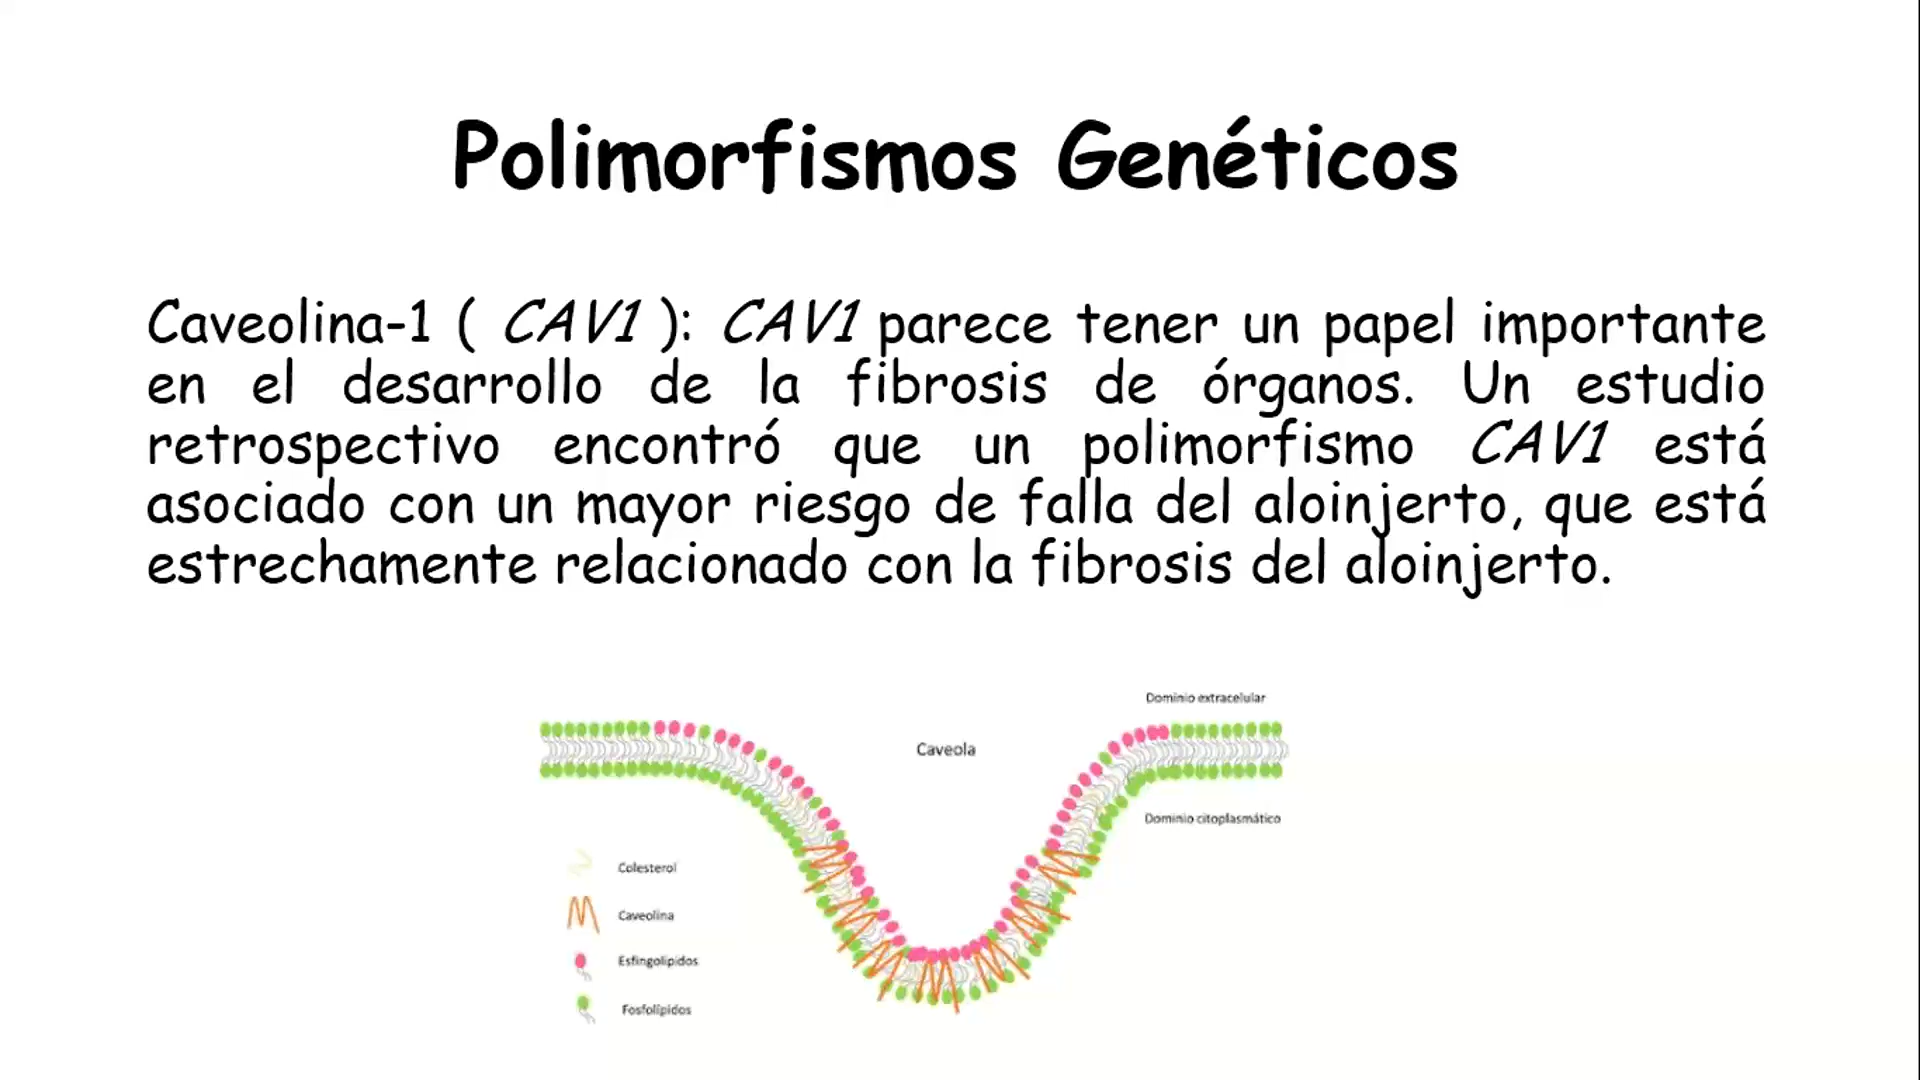 Polimorfismos Genéticos
Caveolina-1 ( CAV1 ): CAV1 parece tener un papel importante
en el desarrollo de la fibrosis de órganos. Un estudio
retrospectivo encontró que un polimorfismo CAV1 está
asociado con un mayor riesgo de falla del aloinjerto, que está
estrechamente relacionado con la fibrosis del aloinjerto.
Dominio extracelular
Caveola
Dominio citoplasmático
Colesterol
Caveolina
Esfingolípidos
Fosfolípidos